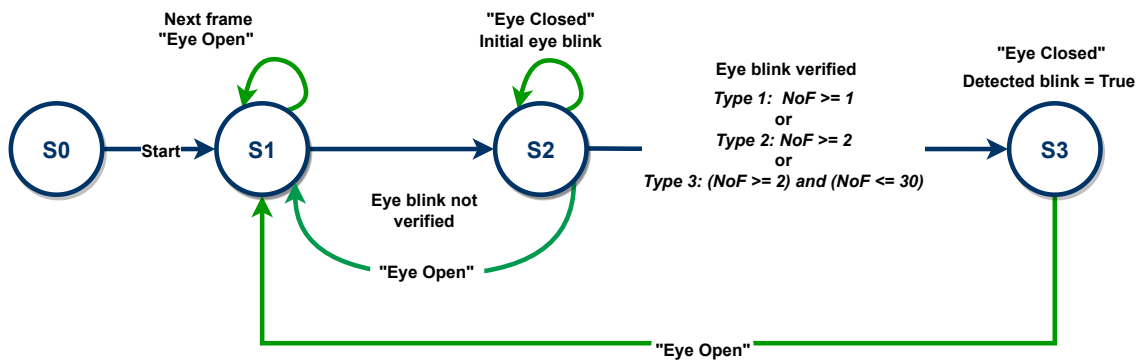 Next frame
"Eye Open"
"Eye Closed"
Initial eye blink
Eye blink verified
Type 1:  NoF >= 1
or
Type 2: NoF >= 2
or
Type 3: (NoF >= 2) and (NoF <= 30)
"Eye Closed"
Detected blink = True
S0
Start
S1
S2
S3
Eye blink not
verified
"Eye Open"
"Eye Open"